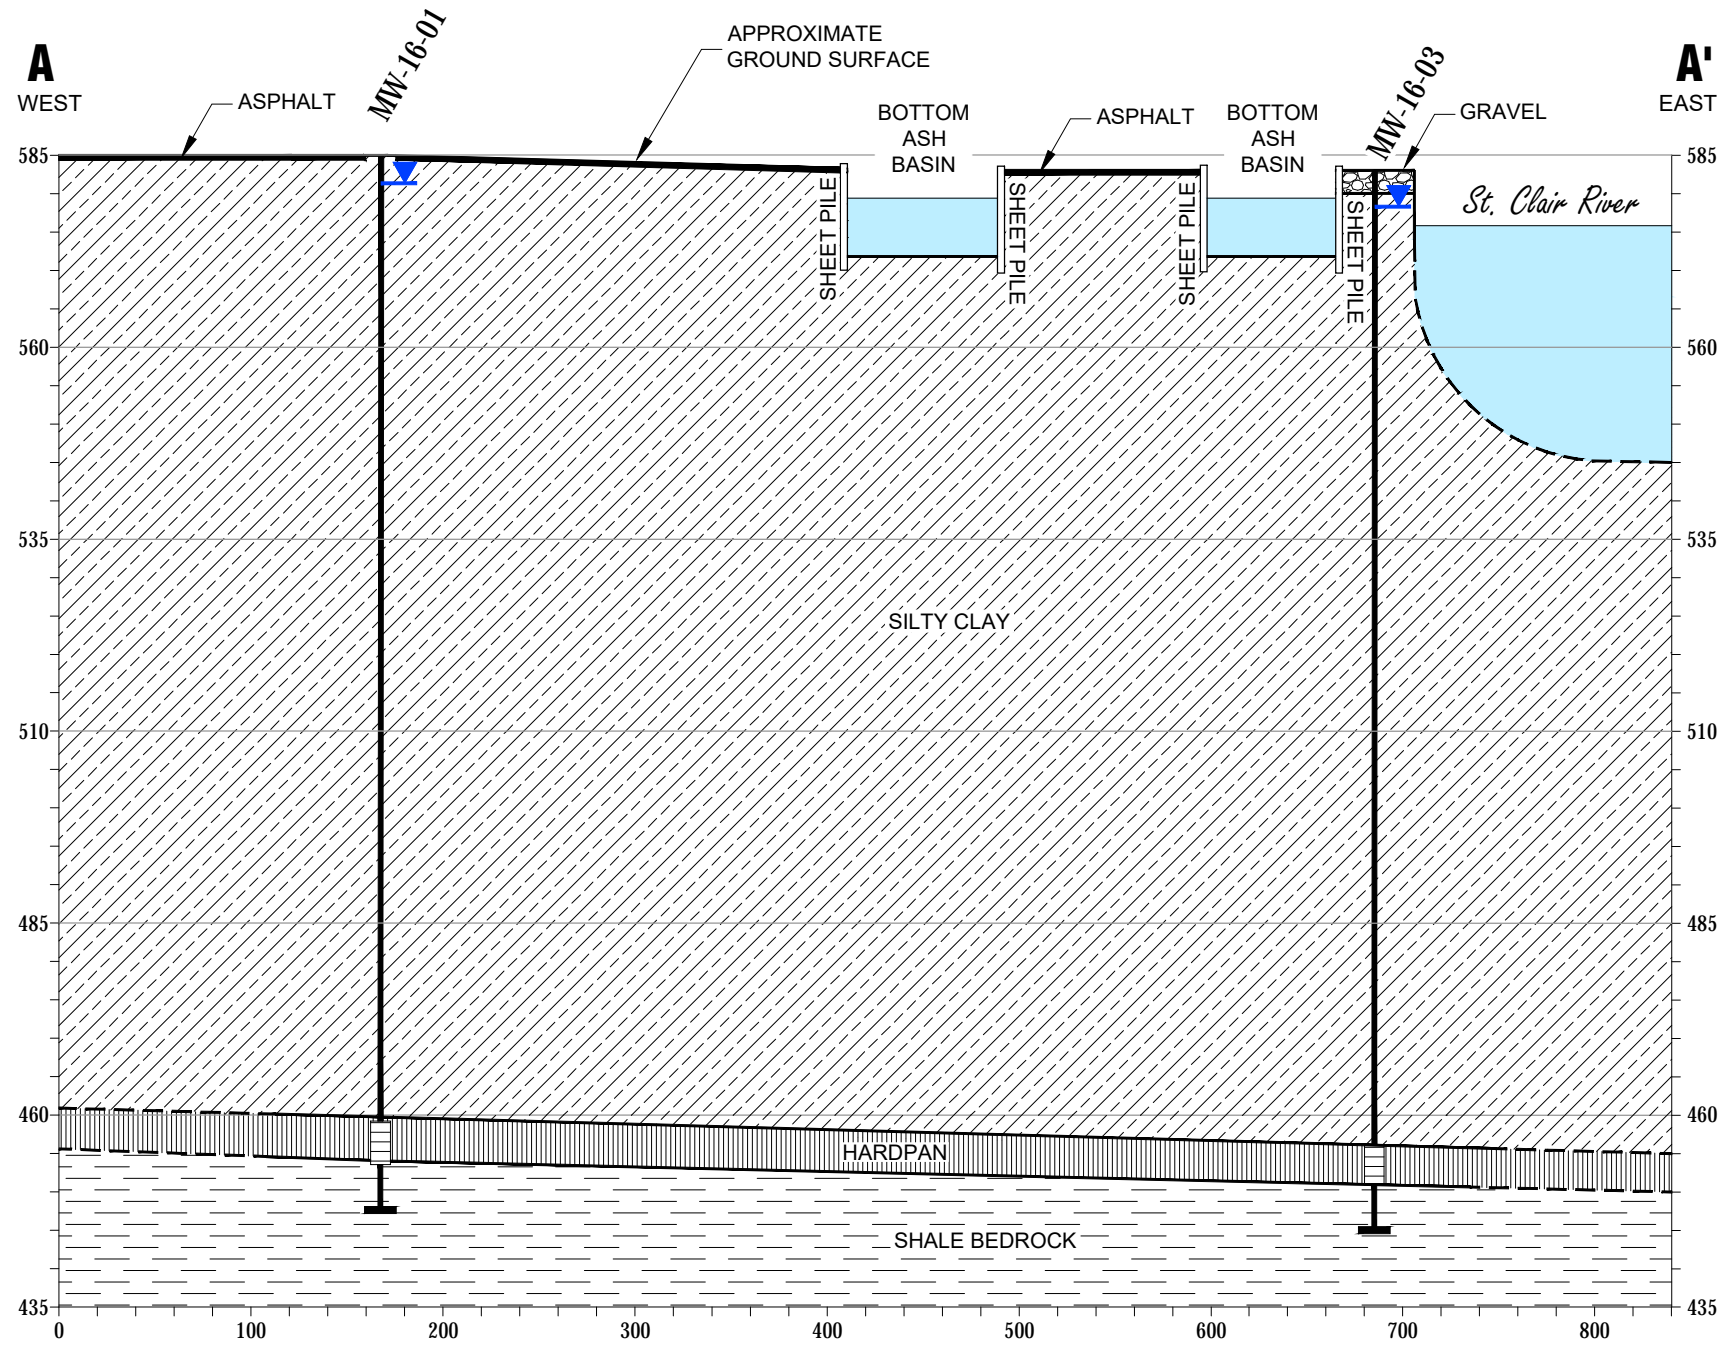 A
WEST
ASPHALT
MW-16-01
APPROXIMATE
GROUND SURFACE
BOTTOM
ASH
BASIN
ASPHALT
BOTTOM
ASH
BASIN
MW-16-03
GRAVEL
A'
EAST
585
585
SHEET PILE
SHEET PILE
SHEET PILE
SHEET PILE
St. Clair River
560
560
535
535
SILTY CLAY
510
510
485
485
460
460
HARDPAN
SHALE BEDROCK
435
435
0
100
200
300
400
500
600
700
800